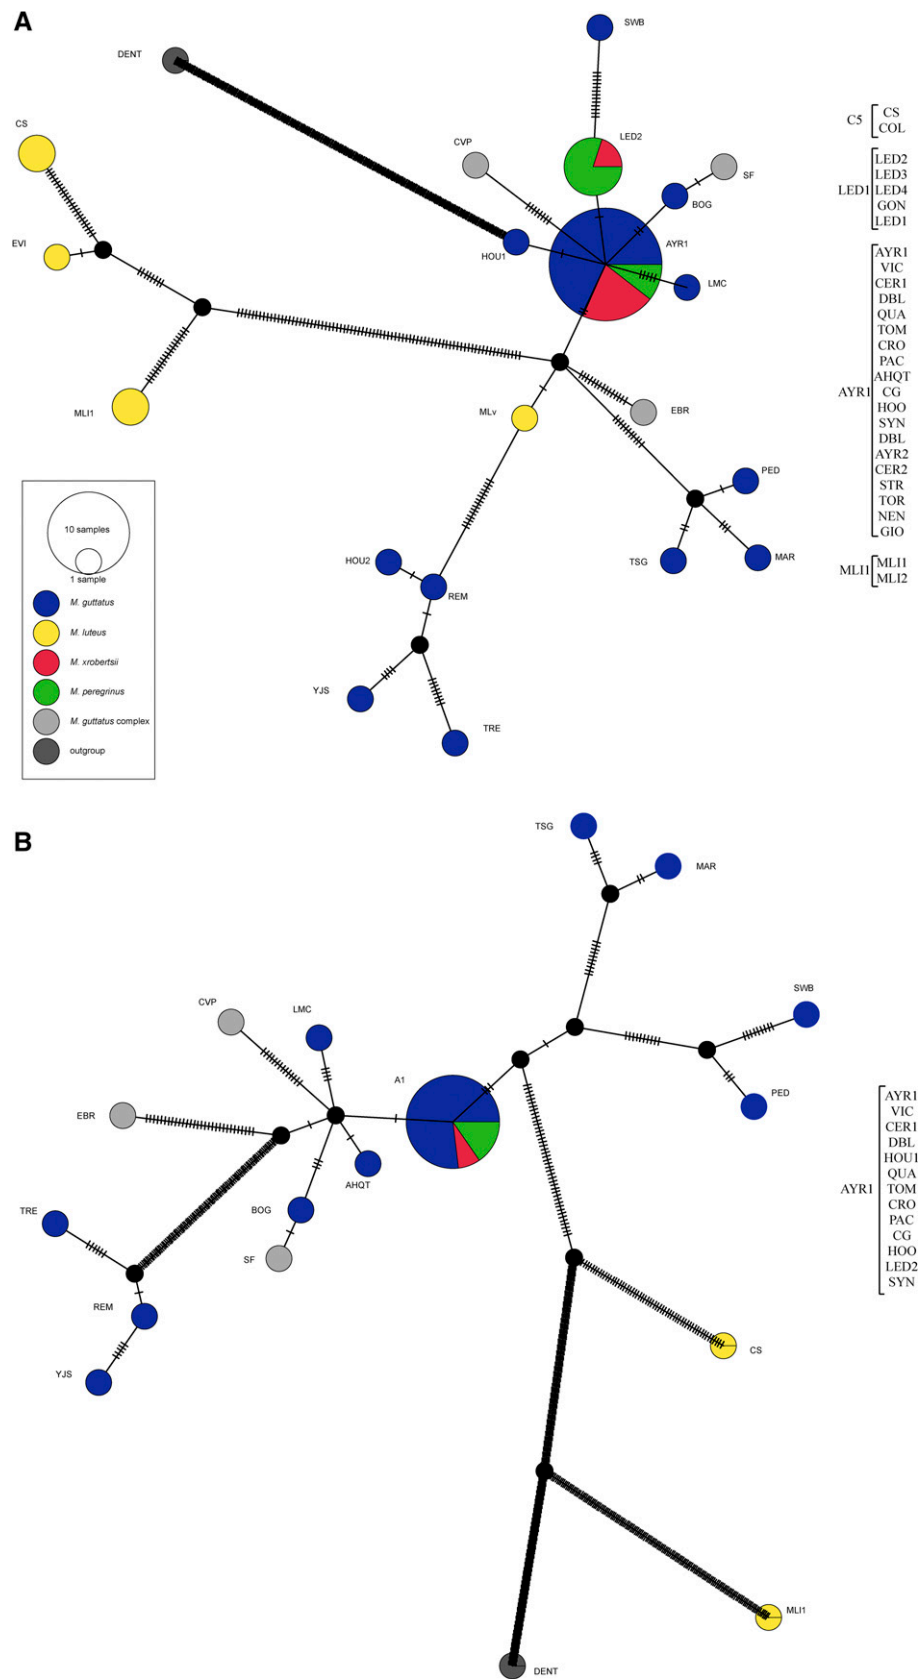 A
SWB
DENT
CS
CVP
LED2
SF
BOG
EVI
HOU1
AYR1
LMC
MLI1
MLv
EBR
PED
HOU2
REM
TSG
MAR
YJS
TRE
10 samples
1 sample
M. guttatus
M. luteus
M. xrobertsii
M. peregrinus
M. guttatus complex
outgroup
C5
CS
COL
LED1
LED2
LED3
LED4
GON
LED1
AYR1
AYR1
VIC
CER1
DBL
QUA
TOM
CRO
PAC
AHQT
CG
HOO
SYN
DBL
AYR2
CER2
STR
TOR
NEN
GIO
MLI1
MLI1
MLI2
B
TSG
MAR
CVP
LMC
SWB
A1
EBR
PED
AHQT
TRE
BOG
SF
REM
YJS
CS
MLI1
DENT
AYR1
AYR1
VIC
CER1
DBL
HOU1
QUA
TOM
CRO
PAC
CG
HOO
LED2
SYN